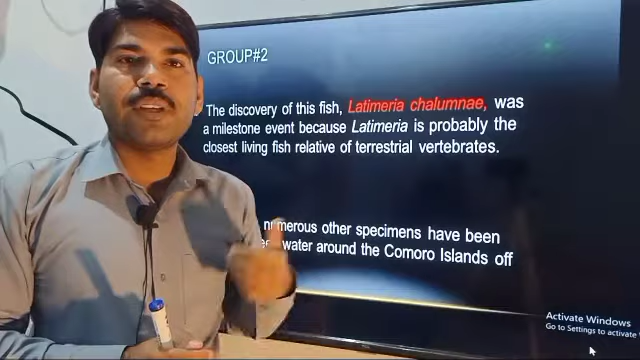 GROUP#2
The discovery of this fish, Latimeria chalumnae, was
a milestone event because Latimeria is probably the
closest living fish relative of terrestrial vertebrates.
numerous other specimens have been
water around the Comoro Islands off
Activate Windows
Go to Settings to activate